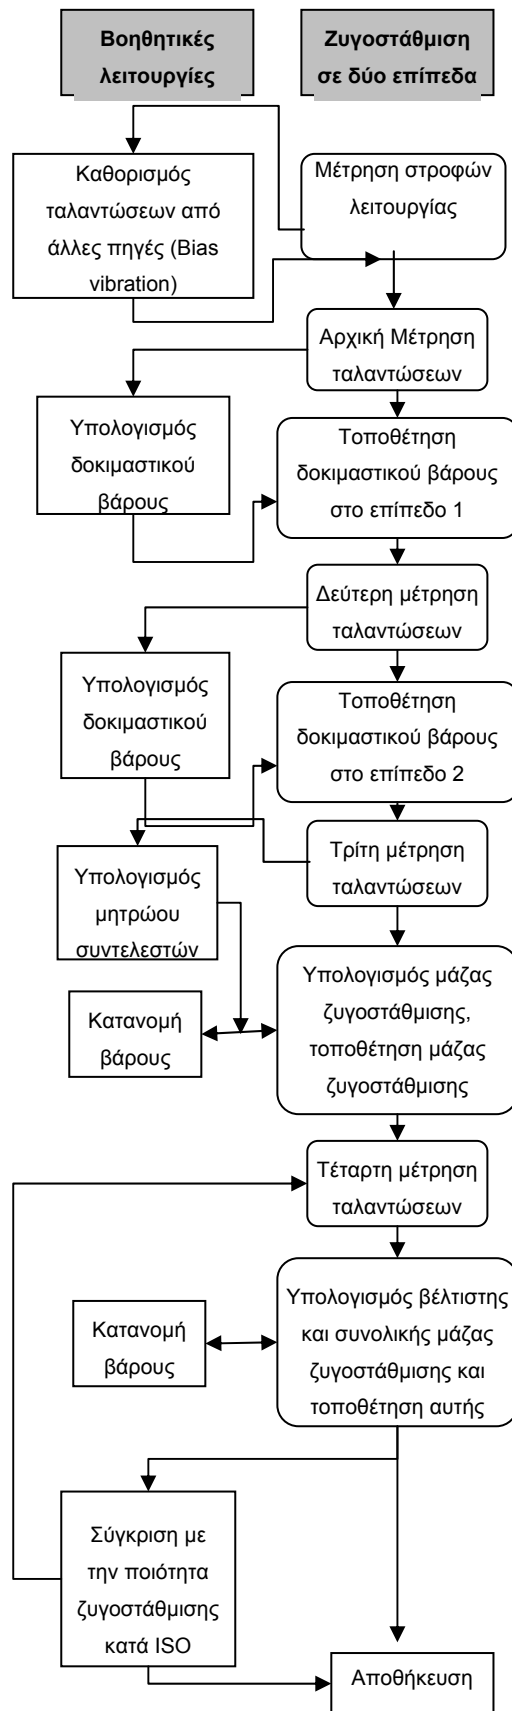 Βοηθητικές
λειτουργίες
Ζυγοστάθμιση
σε δύο επίπεδα
Καθορισμός
ταλαντώσεων από
άλλες πηγές (Bias
vibration)
Μέτρηση στροφών
λειτουργίας
Αρχική Μέτρηση
ταλαντώσεων
Υπολογισμός
δοκιμαστικού
βάρους
Τοποθέτηση
δοκιμαστικού βάρους
στο επίπεδο 1
Δεύτερη μέτρηση
ταλαντώσεων
Υπολογισμός
δοκιμαστικού
βάρους
Τοποθέτηση
δοκιμαστικού βάρους
στο επίπεδο 2
Τρίτη μέτρηση
ταλαντώσεων
Υπολογισμός
μητρώου
συντελεστών
Υπολογισμός μάζας
ζυγοστάθμισης,
τοποθέτηση μάζας
ζυγοστάθμισης
Κατανομή
βάρους
Τέταρτη μέτρηση
ταλαντώσεων
Υπολογισμός βέλτιστης
και συνολικής μάζας
ζυγοστάθμισης και
τοποθέτηση αυτής
Κατανομή
βάρους
Σύγκριση με
την ποιότητα
ζυγοστάθμισης
κατά ISO
Αποθήκευση